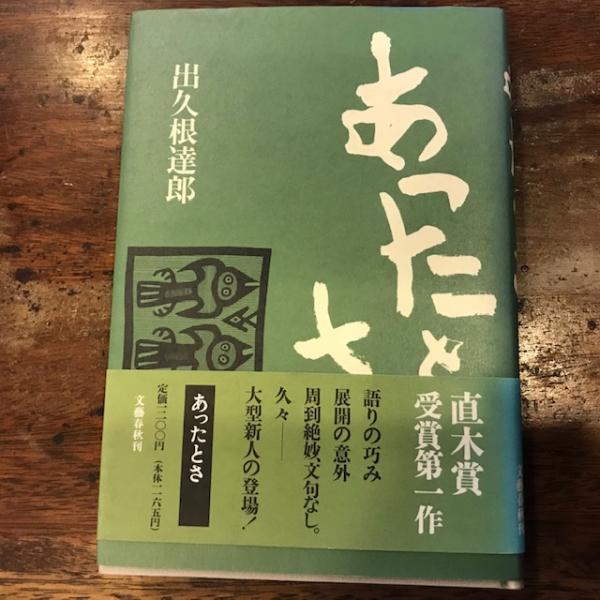 あったとさ
出久根達郎
直木賞
受賞第一作
語りの巧み
展開の意外
周到絶妙、文句なし。
久々——
大型新人の登場!
あったとさ
定価一二〇〇円(本体一一六五円)
文藝春秋刊